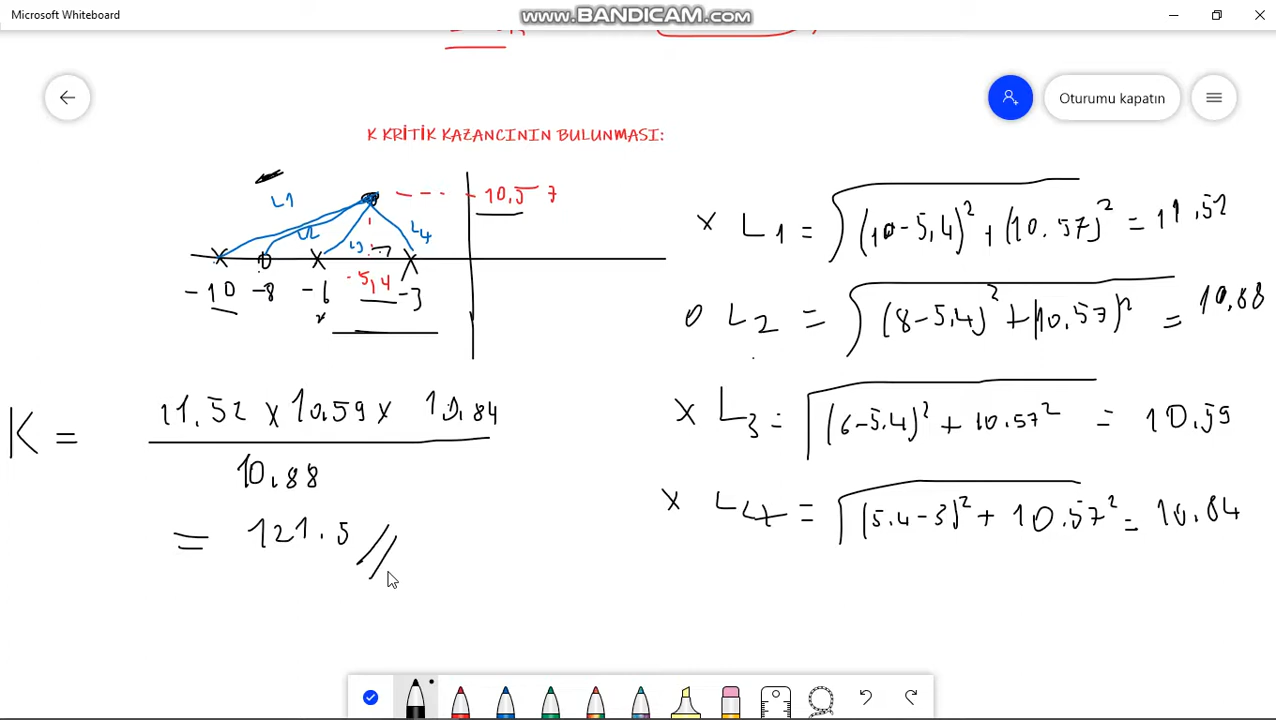 Microsoft Whiteboard
www.BANDICAM.com
Oturumu kapatın
K KRİTİK KAZANCININ BULUNMASI:
L1 L2 L3 L4
10.57
-10 -8 -6 -5,4 -3
x L1 = √(10-5,4)² + (10.57)² = 11,52
o L2 = √(8-5,4)² + (10.57)² = 10,88
x L3 = √(6-5.4)² + 10.57² = 10.59
x L4 = √(5.4-3)² + 10.57² = 10.84
K = 11.52 x 10.59 x 10.84
10.88
= 121.5 //